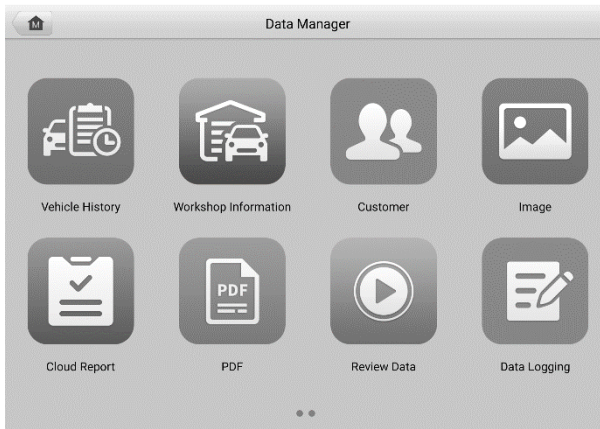 M
Data Manager
Vehicle History
Workshop Information
Customer
Image
PDF
Cloud Report
PDF
Review Data
Data Logging